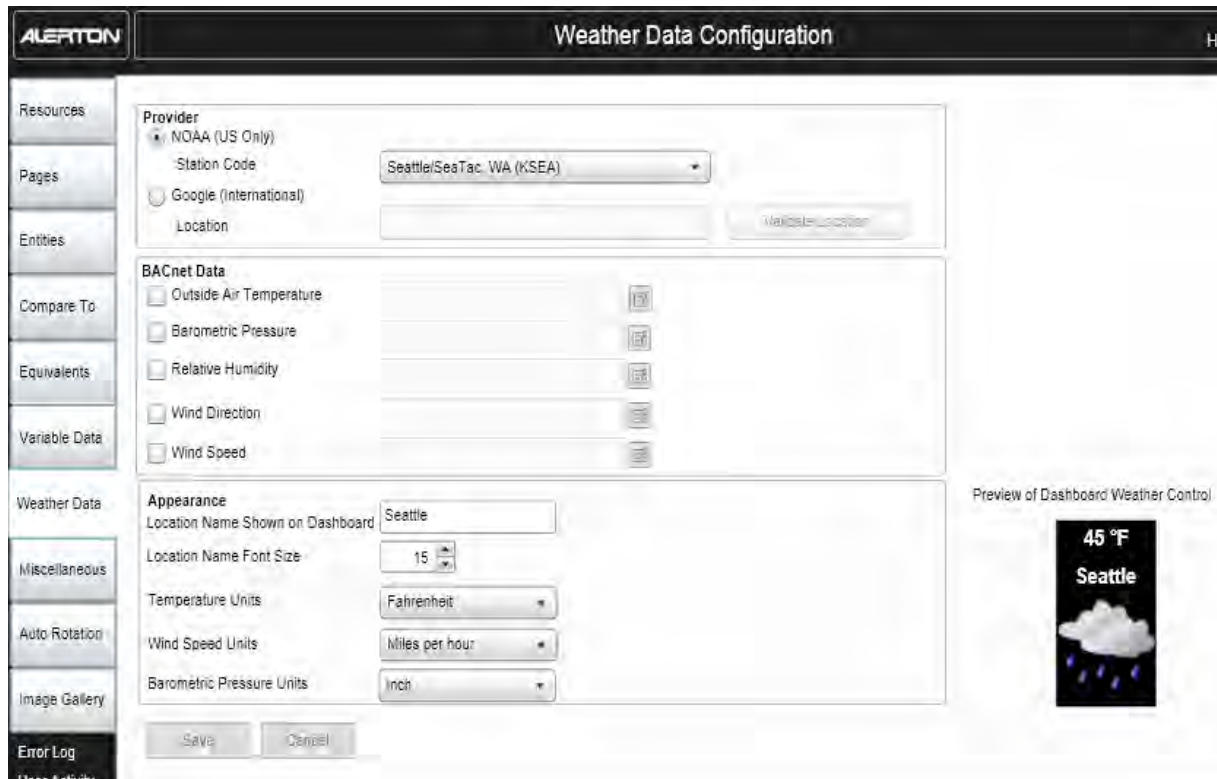 ALERTON
Weather Data Configuration
H
Resources
Pages
Entities
Compare To
Equivalents
Variable Data
Weather Data
Miscellaneous
Auto Rotation
Image Gallery
Error Log
User Activity
Provider
NOAA (US Only)
Station Code
Seattle/SeaTac, WA (KSEA)
Google (International)
Location
Validate Location
BACnet Data
Outside Air Temperature
Barometric Pressure
Relative Humidity
Wind Direction
Wind Speed
Appearance
Location Name Shown on Dashboard
Seattle
Location Name Font Size
15
Temperature Units
Fahrenheit
Wind Speed Units
Miles per hour
Barometric Pressure Units
Inch
Save
Cancel
Preview of Dashboard Weather Control
45 °F
Seattle